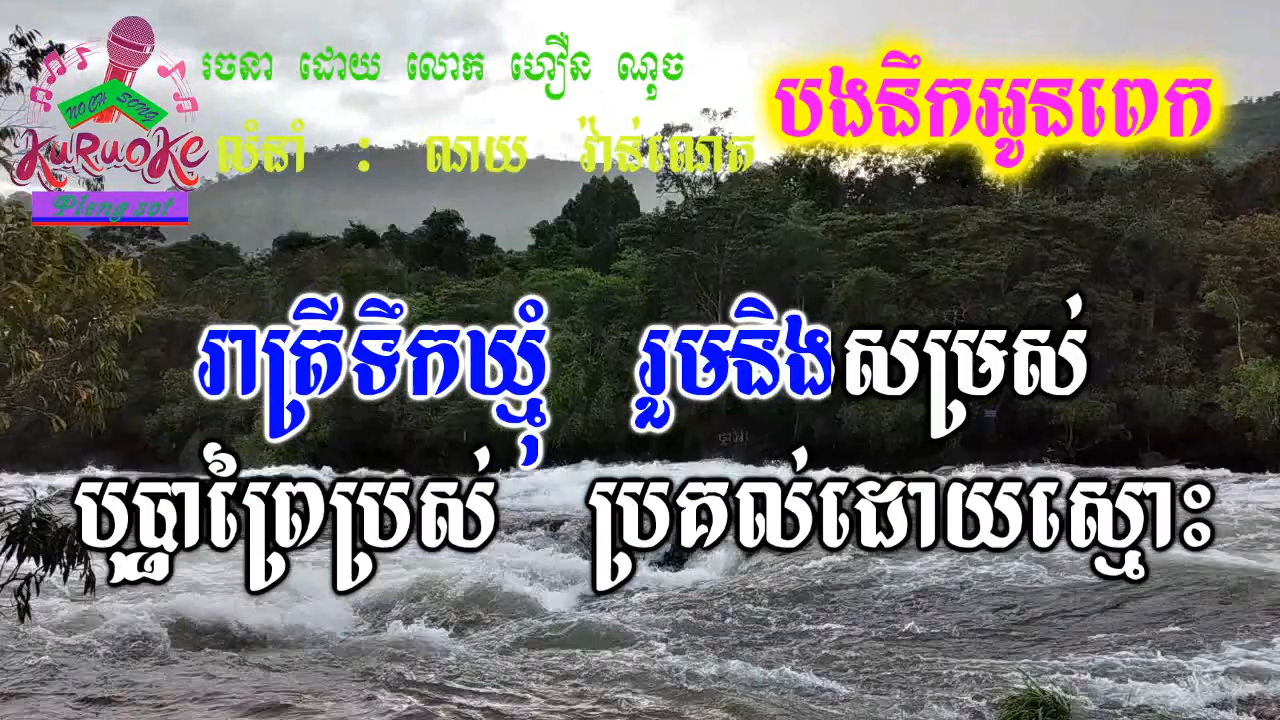 NOCH SONG
KaRaoKe
Pleng sot
រចនា ដោយ លោក ហឿន ណុច
លំនាំ : ណយ វ៉ាន់ណេត
បងនឹកអូនពេក
រាត្រីទឹកឃ្មុំ រួមនិងសម្រស់
បុប្ផាព្រៃប្រស់ ប្រគល់ដោយស្មោះ